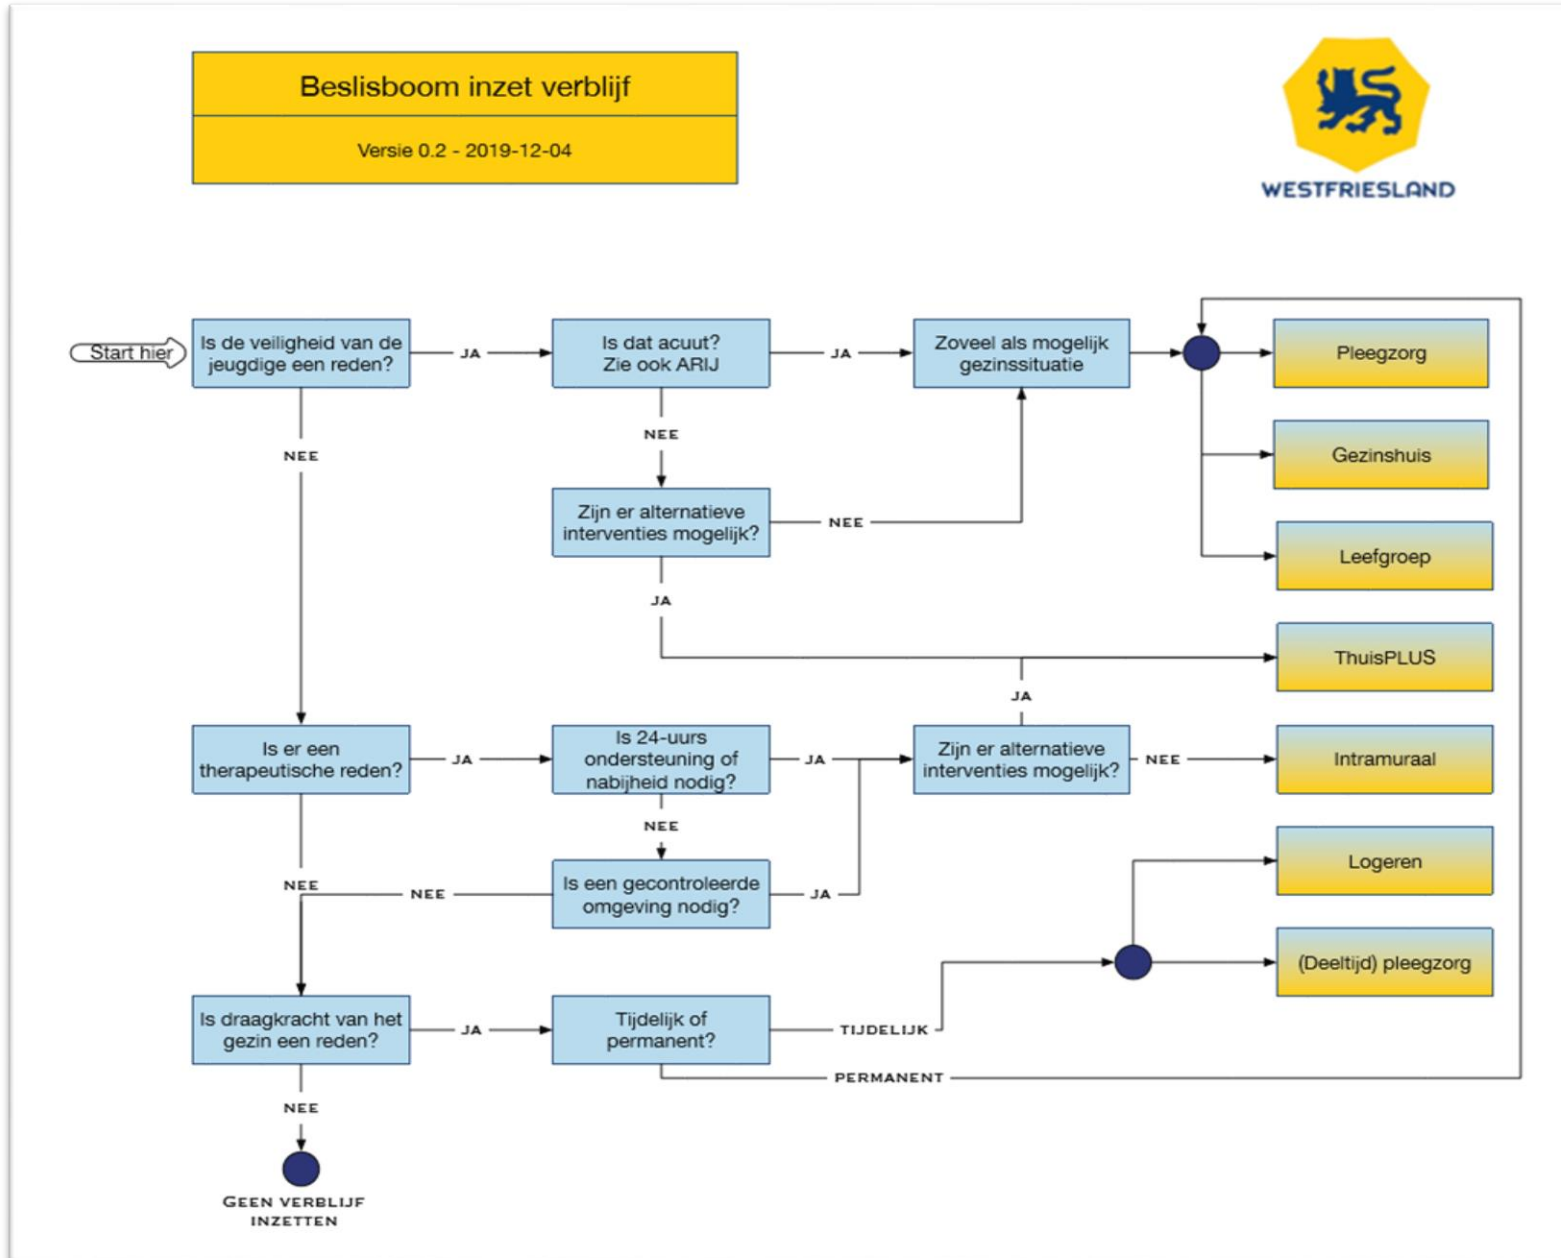 Beslisboom inzet verblijf
Versie 0.2 - 2019-12-04
WESTFRIESLAND
Start hier
Is de veiligheid van de
jeugdige een reden?
JA
Is dat acuut?
Zie ook ARIJ
JA
Zoveel als mogelijk
gezinssituatie
Pleegzorg
NEE
NEE
Gezinshuis
Zijn er alternatieve
interventies mogelijk?
NEE
Leefgroep
JA
ThuisPLUS
JA
Is er een
therapeutische reden?
JA
Is 24-uurs
ondersteuning of
nabijheid nodig?
JA
Zijn er alternatieve
interventies mogelijk?
NEE
Intramuraal
NEE
Logeren
NEE
NEE
Is een gecontroleerde
omgeving nodig?
JA
(Deeltijd) pleegzorg
Is draagkracht van het
gezin een reden?
JA
Tijdelijk of
permanent?
TIJDELIJK
PERMANENT
NEE
GEEN VERBLIJF
INZETTEN